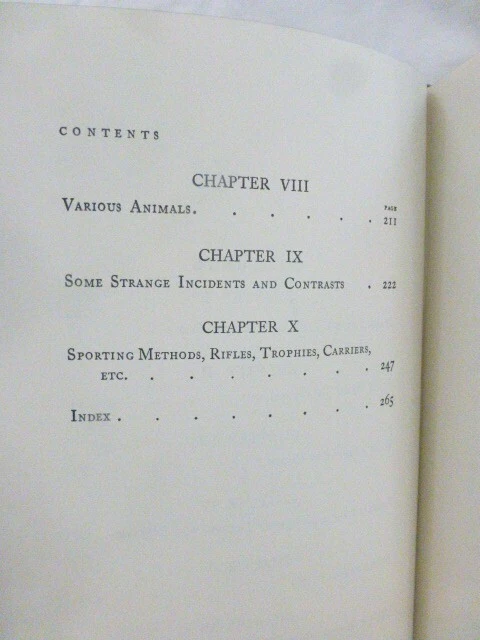 CONTENTS
CHAPTER VIII
PAGE
VARIOUS ANIMALS. . . . . . 211
CHAPTER IX
SOME STRANGE INCIDENTS AND CONTRASTS . 222
CHAPTER X
SPORTING METHODS, RIFLES, TROPHIES, CARRIERS,
ETC. . . . . . . . 247
INDEX . . . . . . . 265